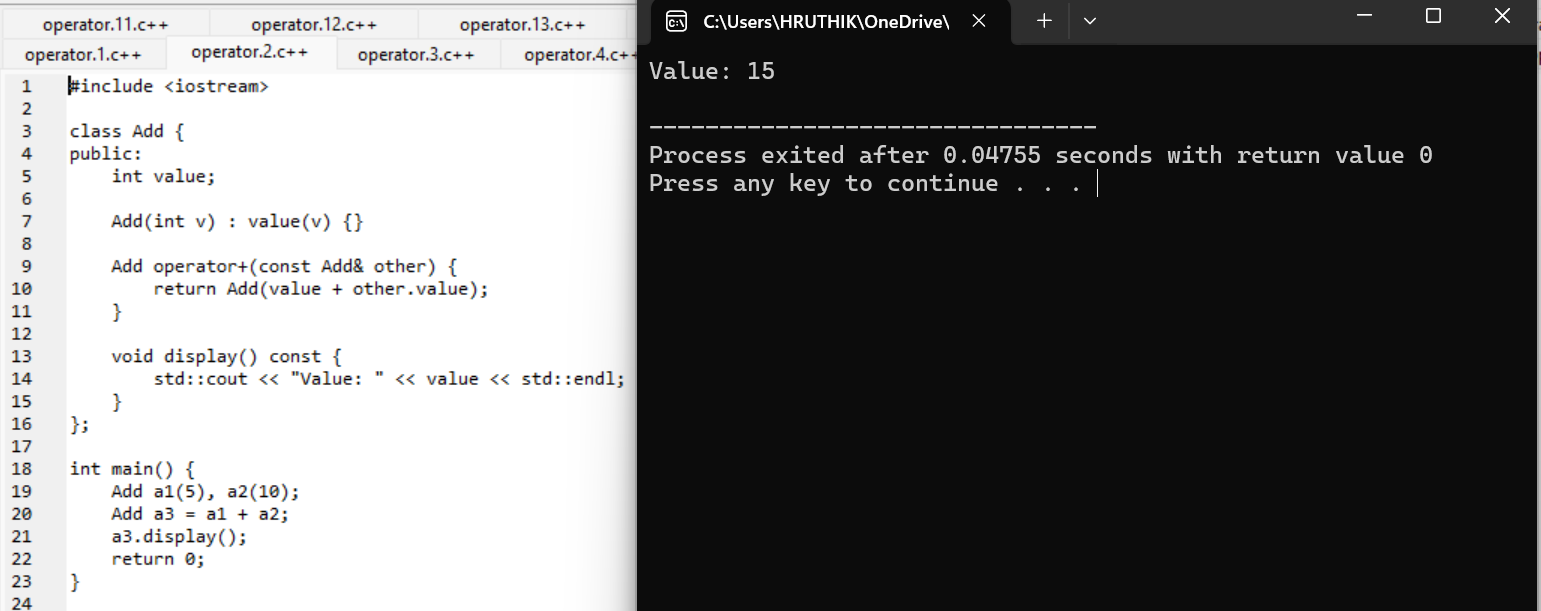 operator.11.c++ operator.12.c++ operator.13.c++
operator.1.c++ operator.2.c++ operator.3.c++ operator.4.c++
1 #include <iostream>
2
3 class Add {
4 public:
5     int value;
6
7     Add(int v) : value(v) {}
8
9     Add operator+(const Add& other) {
10         return Add(value + other.value);
11     }
12
13     void display() const {
14         std::cout << "Value: " << value << std::endl;
15     }
16 };
17
18 int main() {
19     Add a1(5), a2(10);
20     Add a3 = a1 + a2;
21     a3.display();
22     return 0;
23 }
24
C:\Users\HRUTHIK\OneDrive\
Value: 15
--------------------------------
Process exited after 0.04755 seconds with return value 0
Press any key to continue . . .